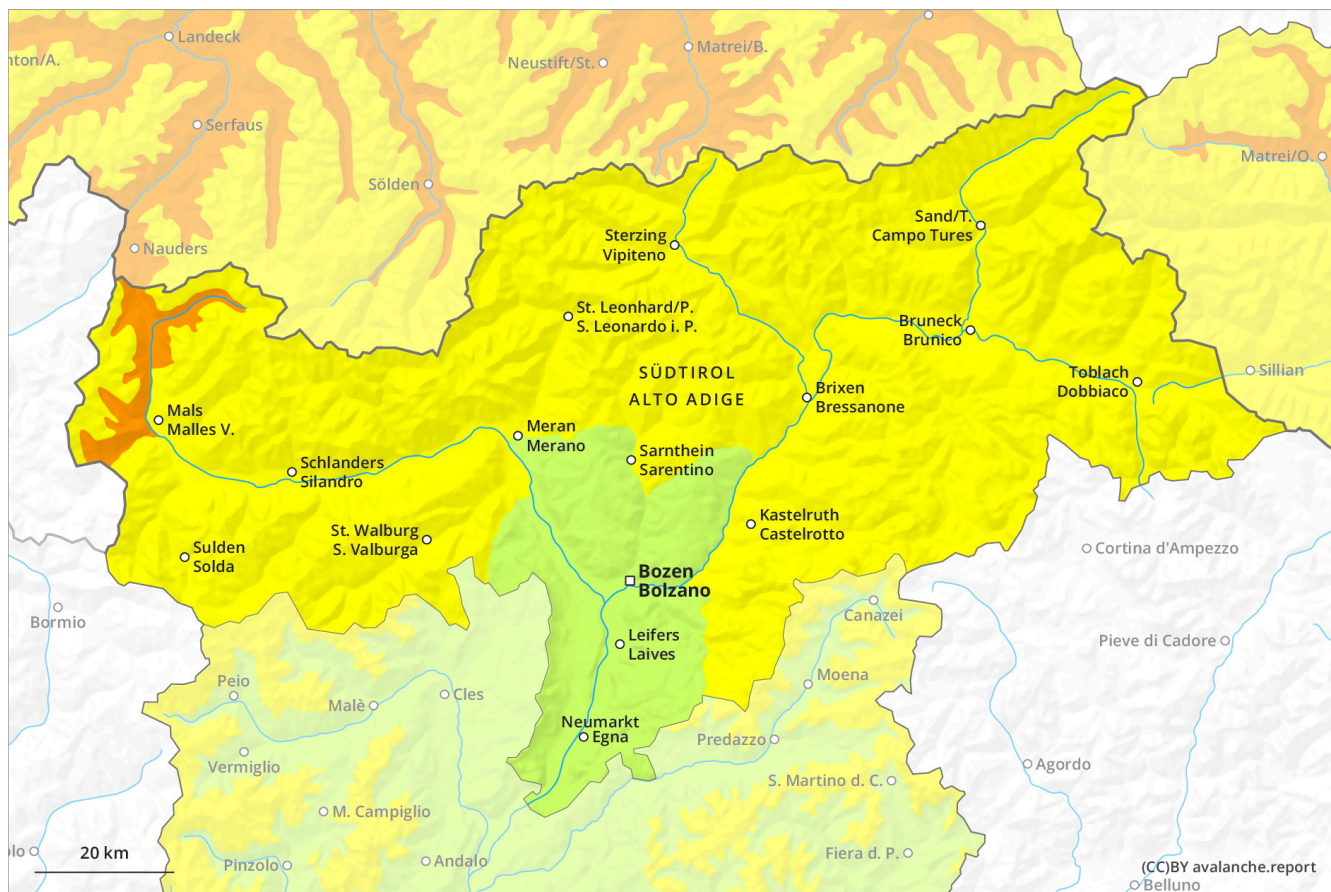 Landeck
nton/A.
Matrei/B.
Neustift/St.
Serfaus
Matrei/O.
Sölden
Nauders
Sand/T.
Campo Tures
Sterzing
Vipiteno
St. Leonhard/P.
S. Leonardo i. P.
Bruneck
Brunico
SÜDTIROL
ALTO ADIGE
Toblach
Dobbiaco
Sillian
Brixen
Bressanone
Mals
Malles V.
Meran
Merano
Sarnthein
Sarentino
Schlanders
Silandro
Kastelruth
Castelrotto
St. Walburg
S. Valburga
Sulden
Solda
Cortina d'Ampezzo
Bozen
Bolzano
Bormio
Canazei
Leifers
Laives
Pieve di Cadore
Peio
Moena
Cles
Malè
Neumarkt
Egna
Predazzo
Vermiglio
Agordo
S. Martino d. C.
M. Campiglio
olo
20 km
Pinzolo
Andalo
Fiera d. P.
(CC)BY avalanche.report
Belluno